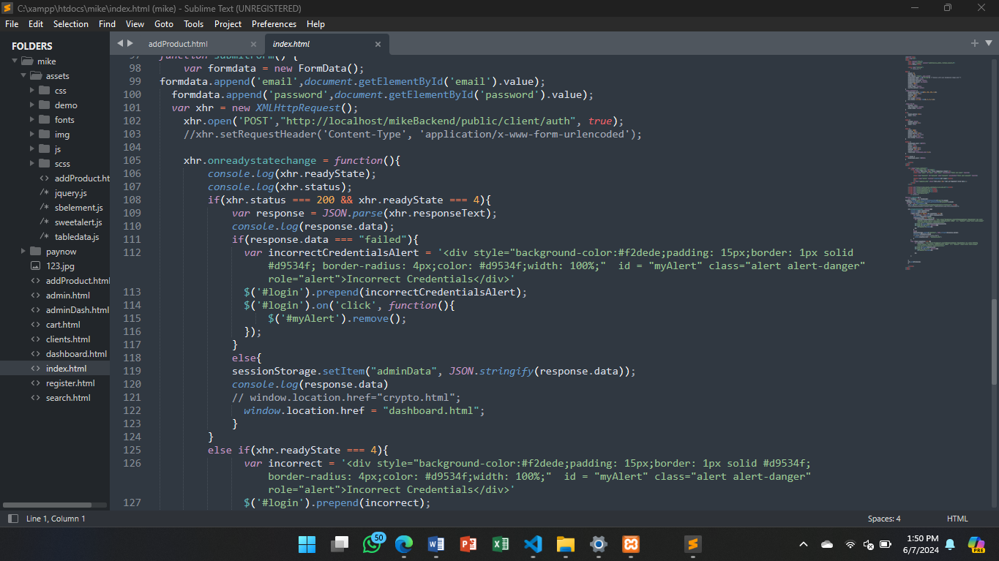 C:\xampp\htdocs\mike\index.html (mike) - Sublime Text (UNREGISTERED)
File Edit Selection Find View Goto Tools Project Preferences Help
FOLDERS
mike
assets
css
demo
fonts
img
js
scss
addProduct.ht
jquery.js
sbelement.js
sweetalert.js
tabledata.js
paynow
123.jpg
addProduct.html
admin.html
adminDash.html
cart.html
clients.html
dashboard.html
index.html
register.html
search.html
addProduct.html
index.html
97 function submitForm() {
98 var formdata = new FormData();
99 formdata.append('email',document.getElementById('email').value);
100 formdata.append('password',document.getElementById('password').value);
101 var xhr = new XMLHttpRequest();
102 xhr.open('POST',"http://localhost/mikeBackend/public/client/auth", true);
103 //xhr.setRequestHeader('Content-Type', 'application/x-www-form-urlencoded');
104
105 xhr.onreadystatechange = function(){
106 console.log(xhr.readyState);
107 console.log(xhr.status);
108 if(xhr.status === 200 && xhr.readyState === 4){
109 var response = JSON.parse(xhr.responseText);
110 console.log(response.data);
111 if(response.data === "failed"){
112 var incorrectCredentialsAlert = '<div style="background-color:#f2dede;padding: 15px;border: 1px solid
#d9534f; border-radius: 4px;color: #d9534f;width: 100%;"  id = "myAlert" class="alert alert-danger"
role="alert">Incorrect Credentials</div>'
113 $('#login').prepend(incorrectCredentialsAlert);
114 $('#login').on('click', function(){
115 $('#myAlert').remove();
116 });
117 }
118 else{
119 sessionStorage.setItem("adminData", JSON.stringify(response.data));
120 console.log(response.data)
121 // window.location.href="crypto.html";
122 window.location.href = "dashboard.html";
123 }
124 }
125 else if(xhr.readyState === 4){
126 var incorrect = '<div style="background-color:#f2dede;padding: 15px;border: 1px solid #d9534f;
border-radius: 4px;color: #d9534f;width: 100%;"  id = "myAlert" class="alert alert-danger"
role="alert">Incorrect Credentials</div>'
127 $('#login').prepend(incorrect);
Line 1, Column 1
Spaces: 4
HTML
50
1:50 PM
6/7/2024
PRE